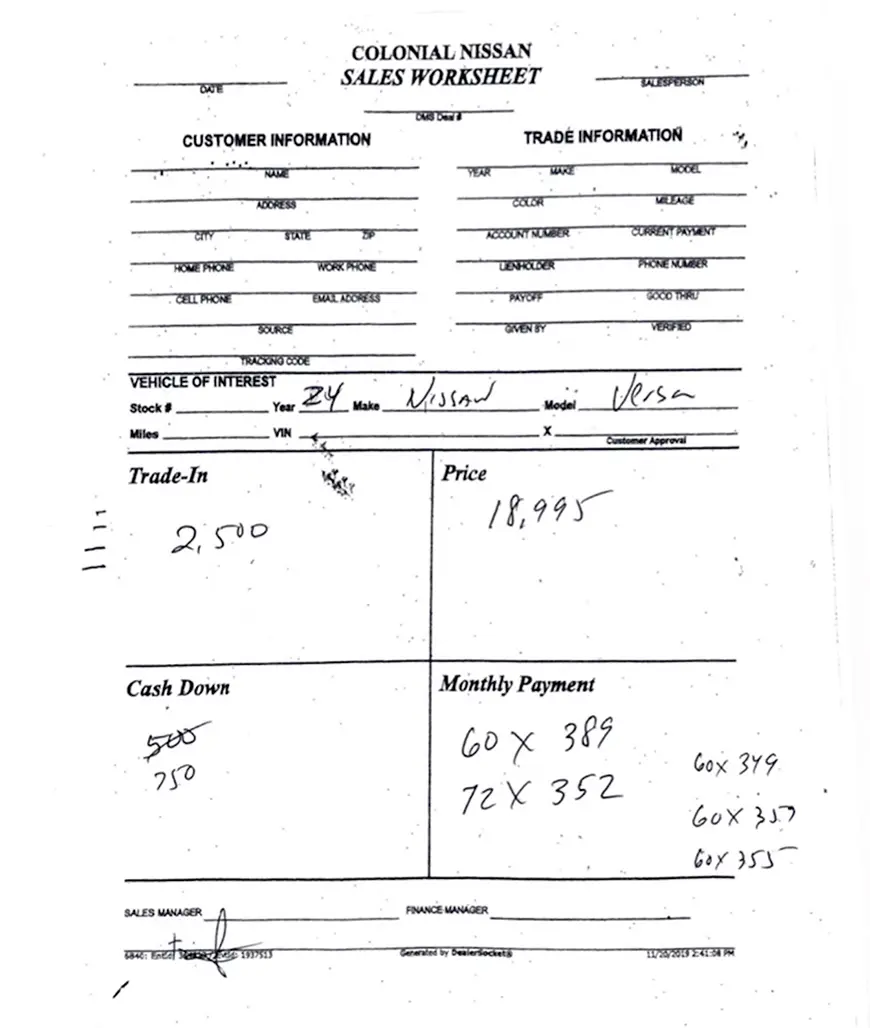 COLONIAL NISSAN
SALES WORKSHEET
DATE
SALESPERSON
DMS Deal #
CUSTOMER INFORMATION
TRADE INFORMATION
NAME
YEAR MAKE MODEL
ADDRESS
COLOR MILEAGE
CITY STATE ZIP
ACCOUNT NUMBER CURRENT PAYMENT
HOME PHONE WORK PHONE
LIENHOLDER PHONE NUMBER
CELL PHONE EMAIL ADDRESS
PAYOFF GOOD THRU
SOURCE
GIVEN BY VERIFIED
TRACKING CODE
VEHICLE OF INTEREST
Stock # Year 24 Make NISSAN Model Versa
Miles VIN X
Customer Approval
Trade-In
2,500
Price
18,995
Cash Down
500
750
Monthly Payment
60 X 389
72 X 352
60X 349
60X 357
60X 355
SALES MANAGER FINANCE MANAGER
Generated by DealerSocket®
11/20/2019 2:41:08 PM